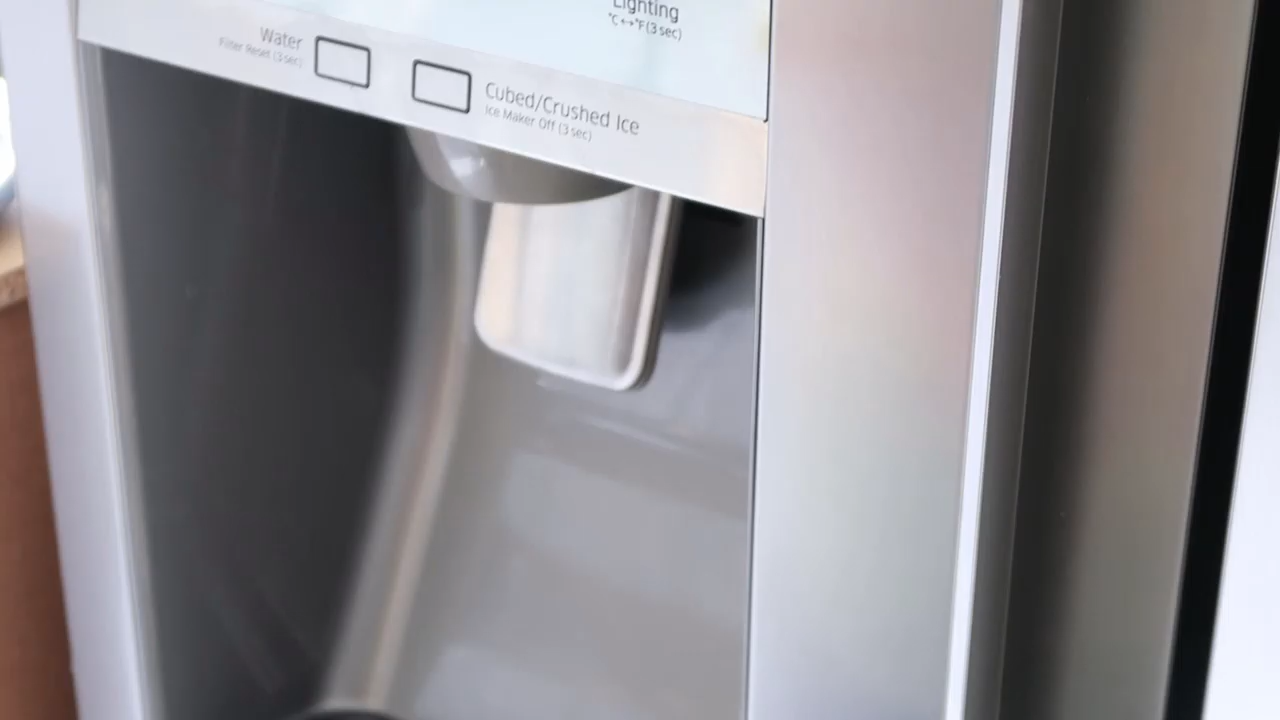 Lighting
°C↔°F(3 sec)
Water
Filter Reset (3 sec)
Cubed/Crushed Ice
Ice Maker Off (3 sec)